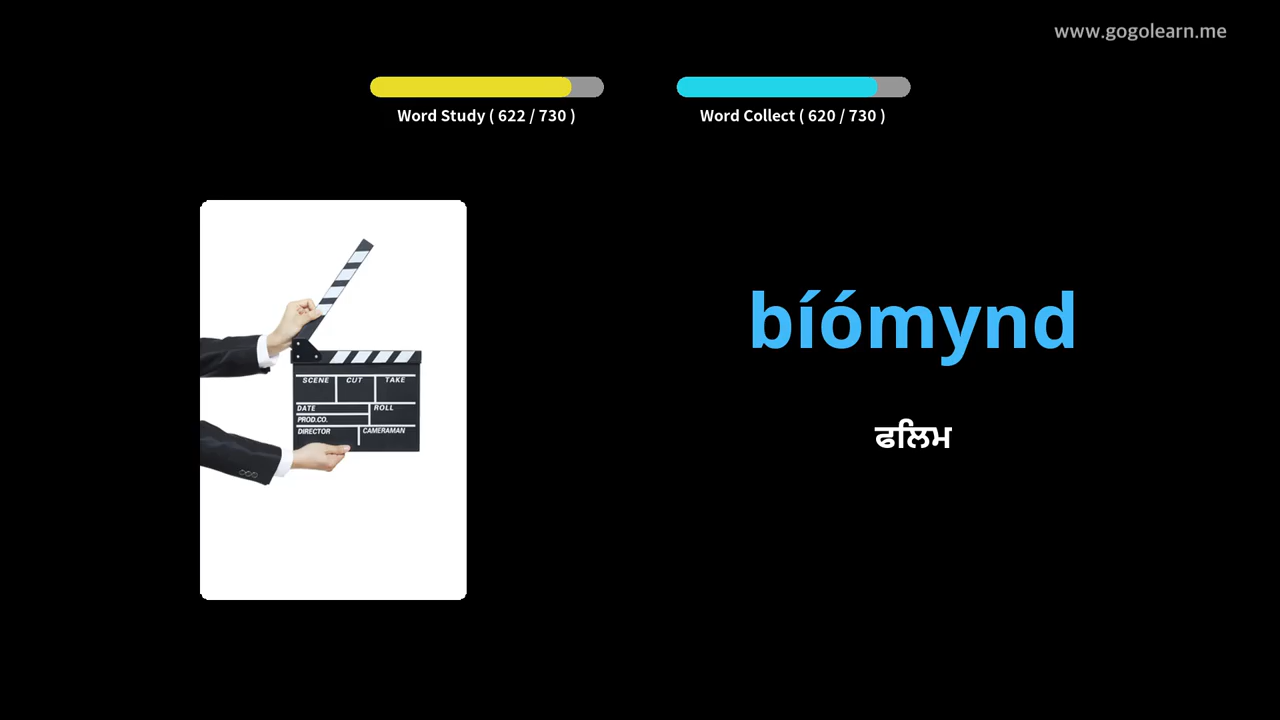 www.gogolearn.me
Word Study ( 622 / 730 )
Word Collect ( 620 / 730 )
SCENE CUT TAKE
DATE ROLL
PROD.CO.
DIRECTOR CAMERAMAN
bíómynd
ਫਲਿਮ